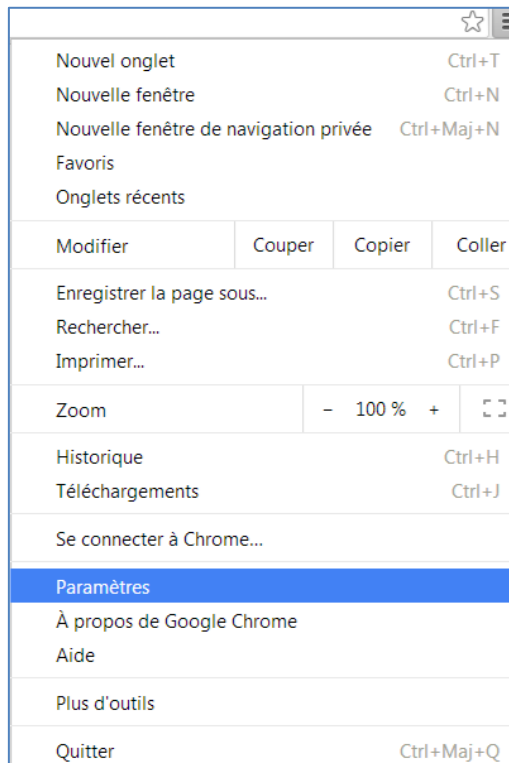 Nouvel onglet Ctrl+T
Nouvelle fenêtre Ctrl+N
Nouvelle fenêtre de navigation privée Ctrl+Maj+N
Favoris
Onglets récents
Modifier Couper Copier Coller
Enregistrer la page sous... Ctrl+S
Rechercher... Ctrl+F
Imprimer... Ctrl+P
Zoom - 100 % +
Historique Ctrl+H
Téléchargements Ctrl+J
Se connecter à Chrome...
Paramètres
À propos de Google Chrome
Aide
Plus d'outils
Quitter Ctrl+Maj+Q